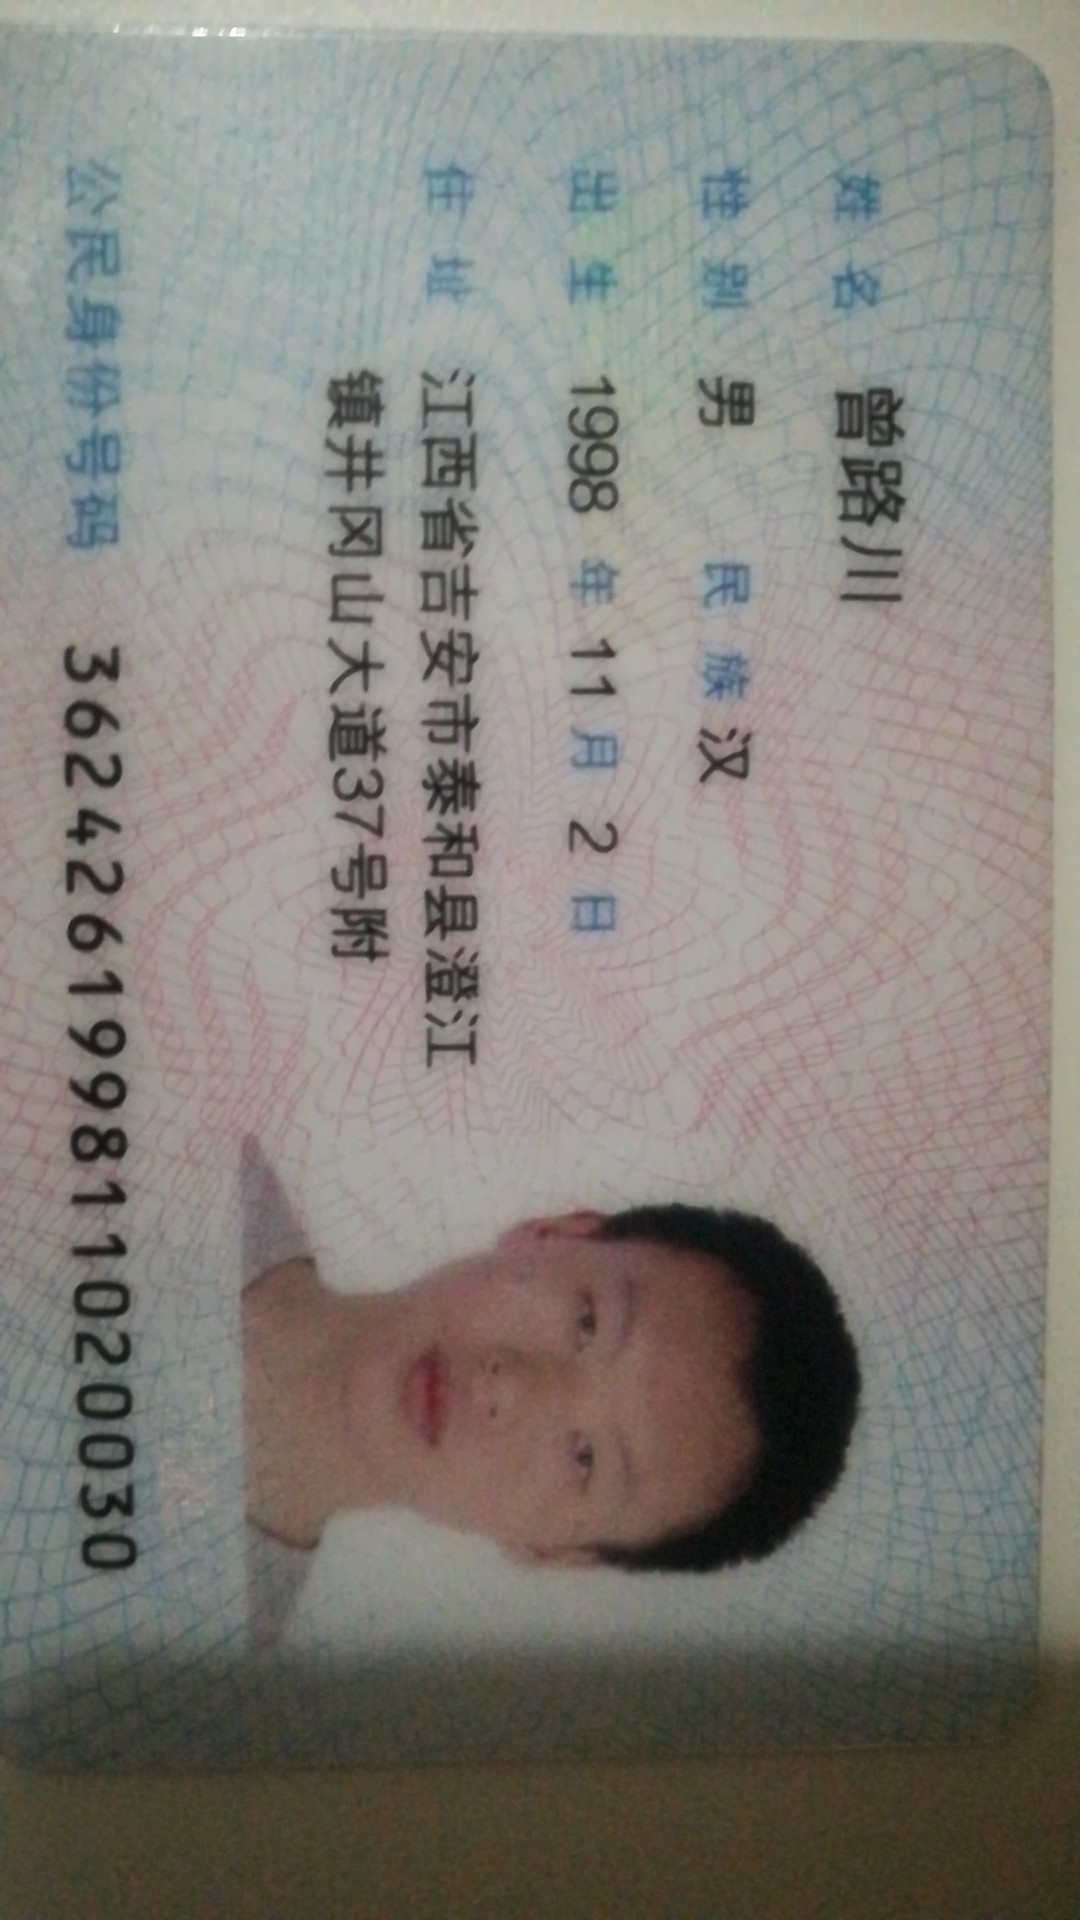 姓名 曾路川
性别 男 民族 汉
出生 1998 年 11 月 2 日
住址 江西省吉安市泰和县澄江
镇井冈山大道37号附
公民身份号码 362426199811020030